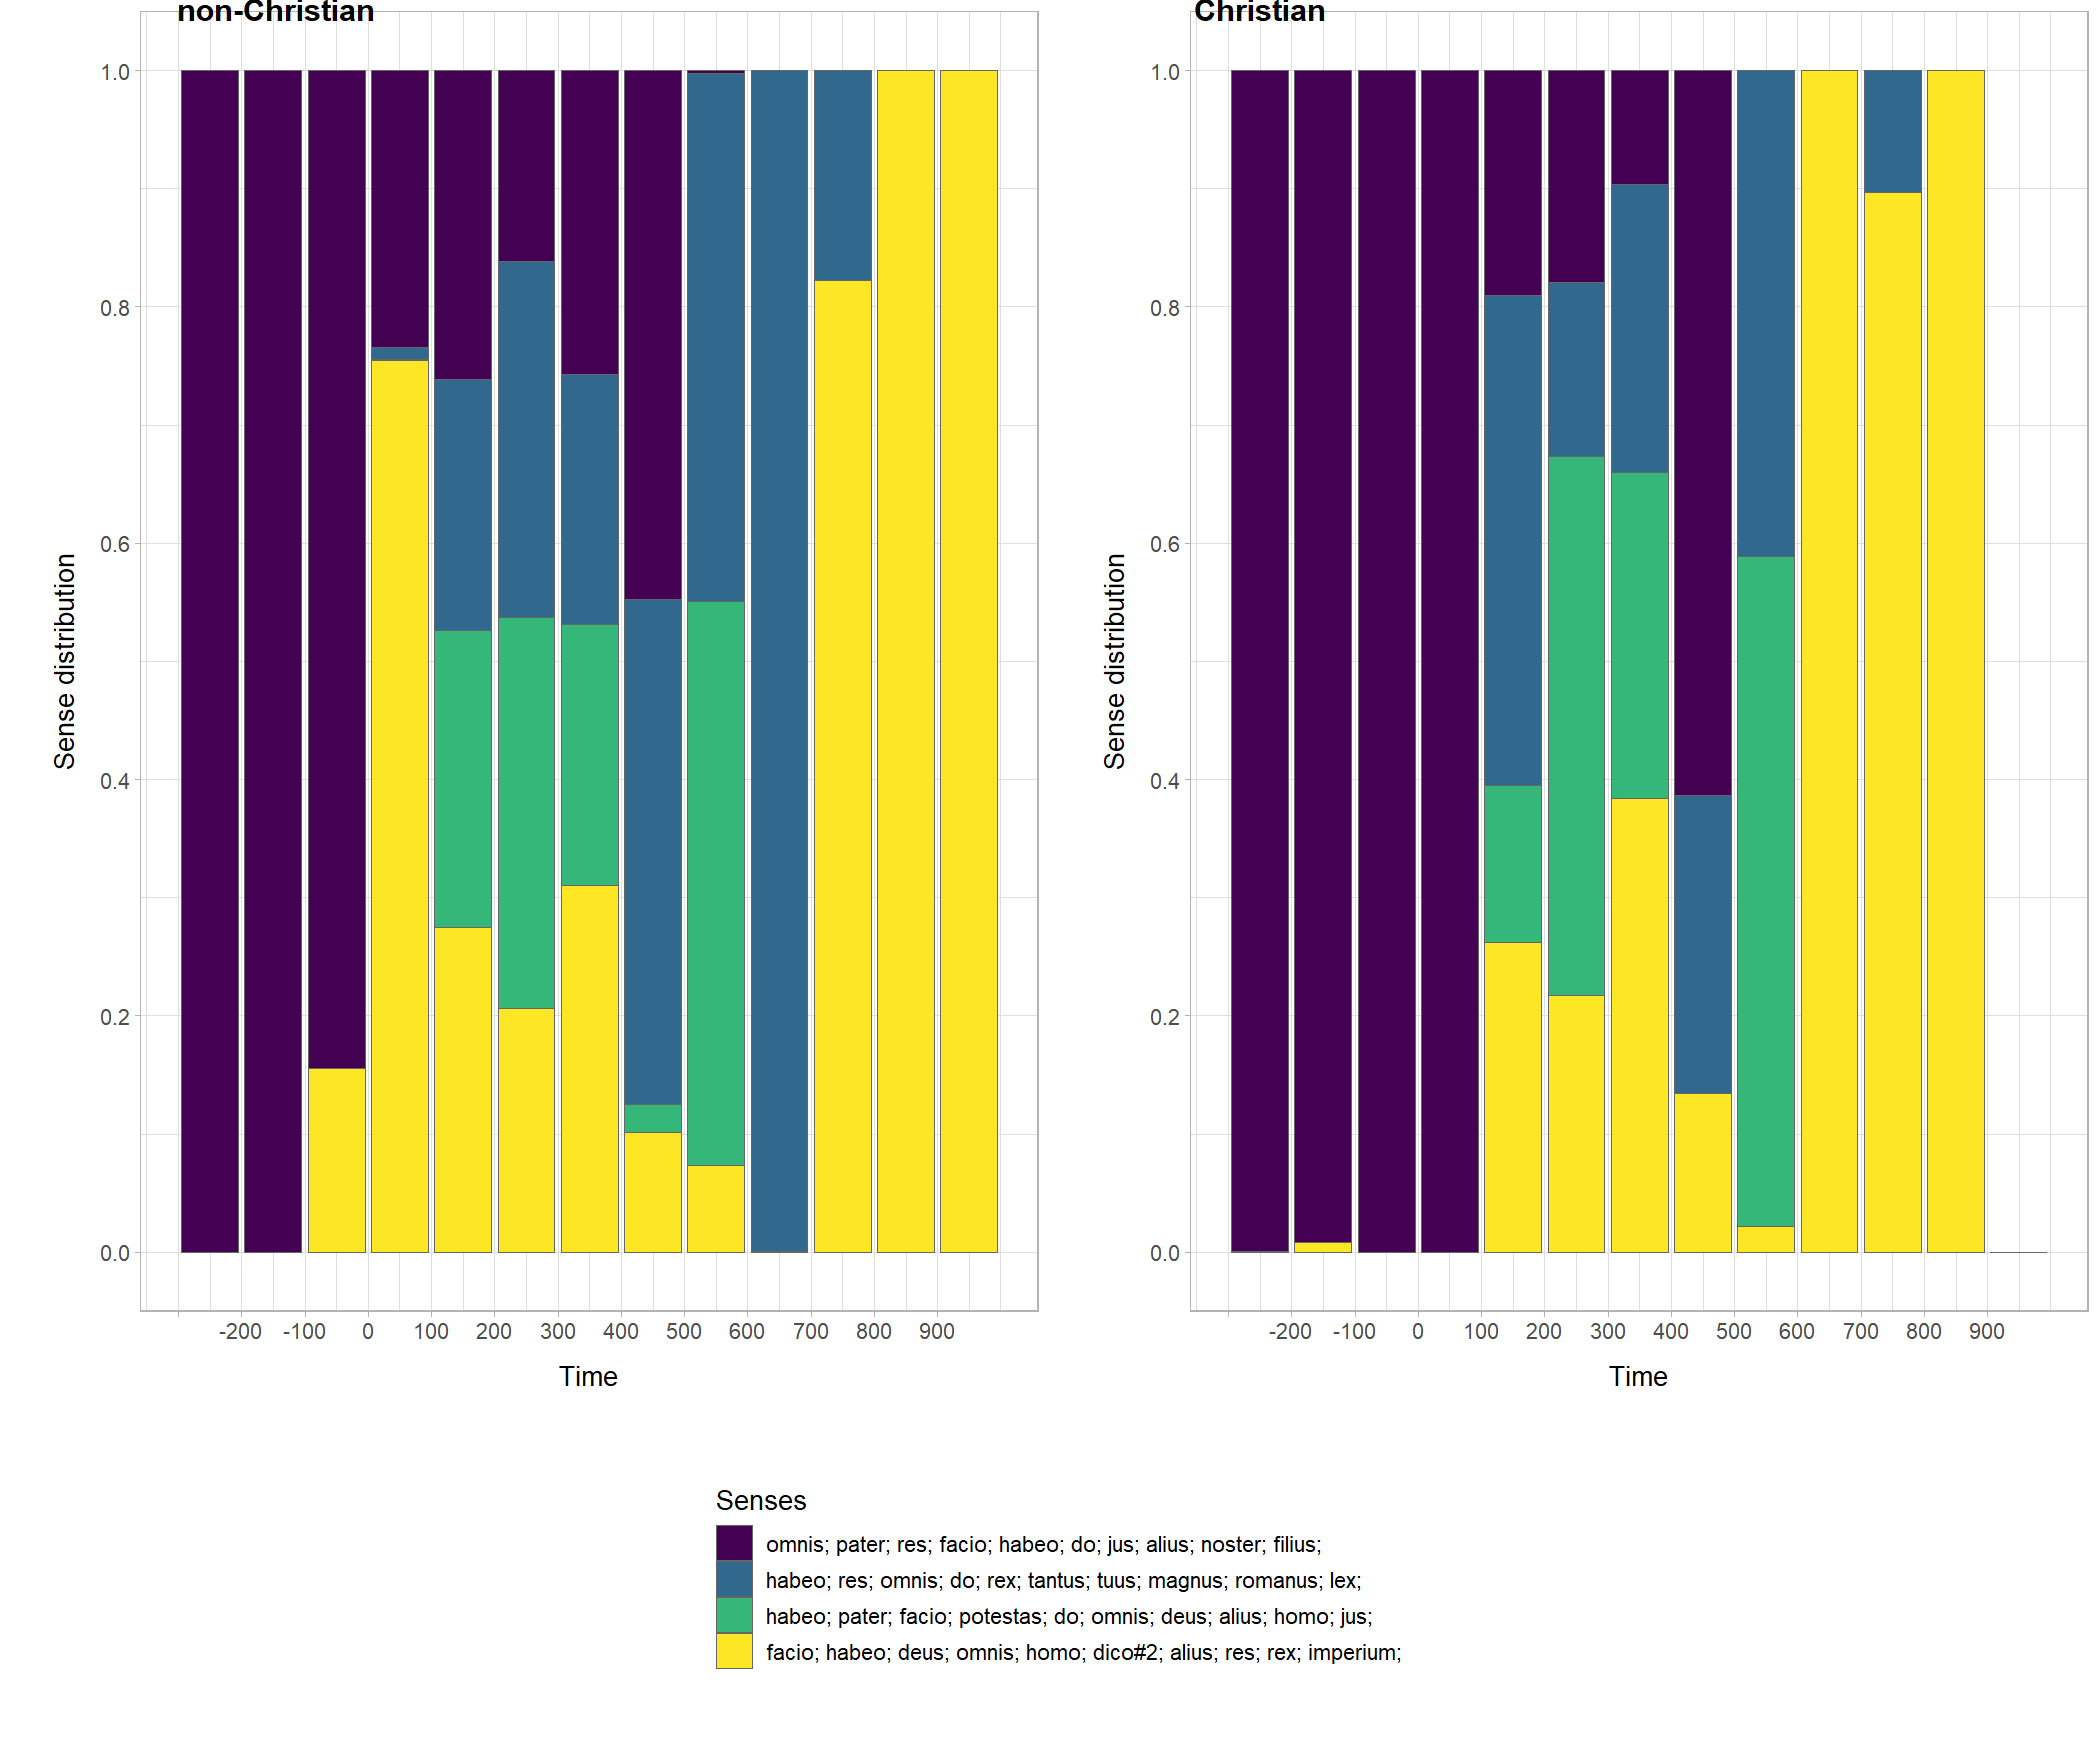 non-Christian
Christian
1.0
0.8
0.6
0.4
0.2
0.0
Sense distribution
-200 -100 0 100 200 300 400 500 600 700 800 900
Time
1.0
0.8
0.6
0.4
0.2
0.0
Sense distribution
-200 -100 0 100 200 300 400 500 600 700 800 900
Time
Senses
omnis; pater; res; facio; habeo; do; jus; alius; noster; filius;
habeo; res; omnis; do; rex; tantus; tuus; magnus; romanus; lex;
habeo; pater; facio; potestas; do; omnis; deus; alius; homo; jus;
facio; habeo; deus; omnis; homo; dico#2; alius; res; rex; imperium;